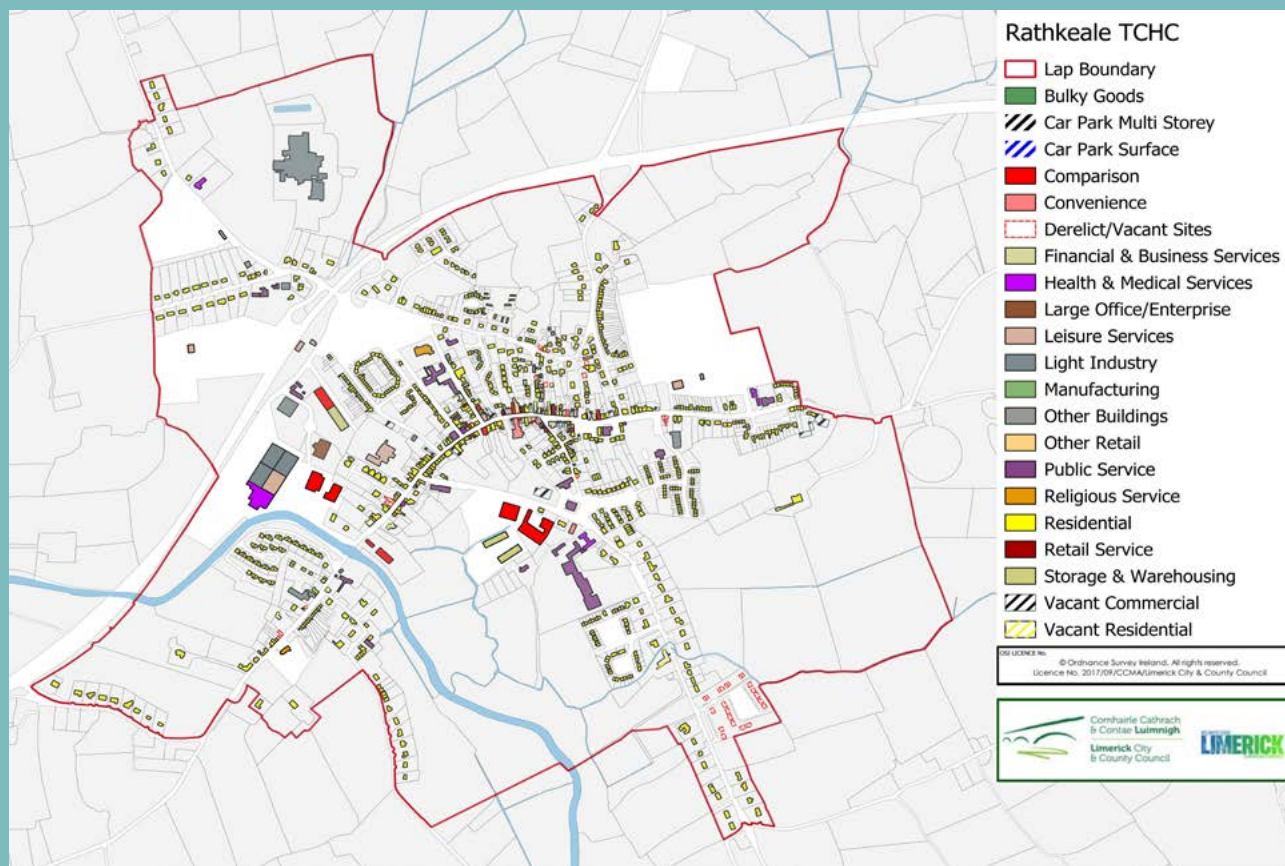 Rathkeale TCHC
Lap Boundary
Bulky Goods
Car Park Multi Storey
Car Park Surface
Comparison
Convenience
Derelict/Vacant Sites
Financial & Business Services
Health & Medical Services
Large Office/Enterprise
Leisure Services
Light Industry
Manufacturing
Other Buildings
Other Retail
Public Service
Religious Service
Residential
Retail Service
Storage & Warehousing
Vacant Commercial
Vacant Residential
OSI LICENCE No.
© Ordnance Survey Ireland. All rights reserved.
Licence No. 2017/09/CCMA/Limerick City & County Council
Comhairle Cathrach
& Contae Luimnigh
Limerick City
& County Council
LIMERICK